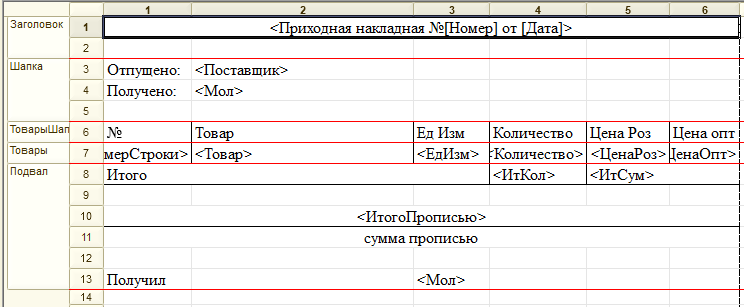 1 2 3 4 5 6
Заголовок 1 <Приходная накладная №[Номер] от [Дата]>
2
Шапка 3 Отпущено: <Поставщик>
4 Получено: <Мол>
5
ТоварыШап 6 № Товар Ед Изм Количество Цена Роз Цена опт
Товары 7 мерСтроки> <Товар> <ЕдИзм> <Количество> <ЦенаРоз> ЦенаОпт>
Подвал 8 Итого <ИтКол> <ИтСум>
9
10 <ИтогоПрописью>
11 сумма прописью
12
13 Получил <Мол>
14